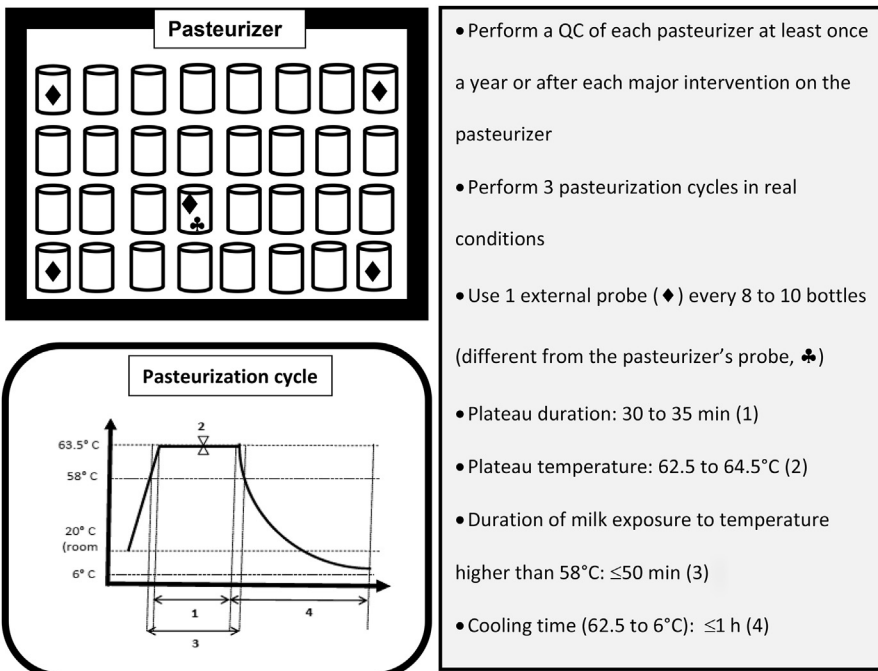 Pasteurizer
Pasteurization cycle
2
63.5° C
58° C
20° C
(room
6° C
1
4
3
• Perform a QC of each pasteurizer at least once
a year or after each major intervention on the
pasteurizer
• Perform 3 pasteurization cycles in real
conditions
• Use 1 external probe (♦) every 8 to 10 bottles
(different from the pasteurizer’s probe, ♣)
• Plateau duration: 30 to 35 min (1)
• Plateau temperature: 62.5 to 64.5°C (2)
• Duration of milk exposure to temperature
higher than 58°C: ≤50 min (3)
• Cooling time (62.5 to 6°C): ≤1 h (4)